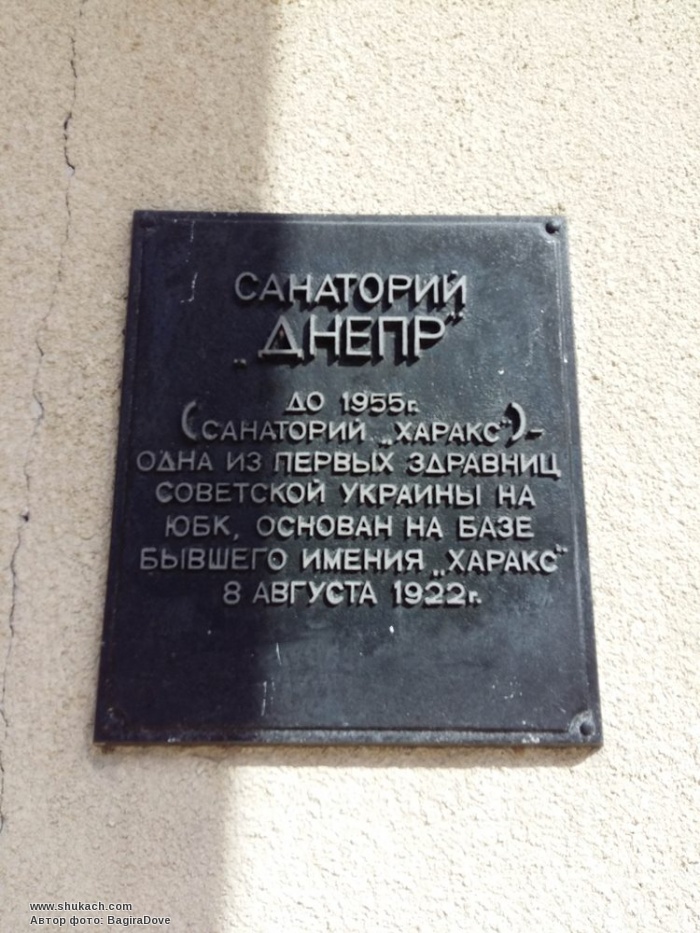 САНАТОРИЙ
„ДНЕПР“
ДО 1955г.
(САНАТОРИЙ „ХАРАКС“) –
ОДНА ИЗ ПЕРВЫХ ЗДРАВНИЦ
СОВЕТСКОЙ УКРАИНЫ НА
ЮБК, ОСНОВАН НА БАЗЕ
БЫВШЕГО ИМЕНИЯ „ХАРАКС“
8 АВГУСТА 1922г.
www.shukach.com
Автор фото: BagiraDove